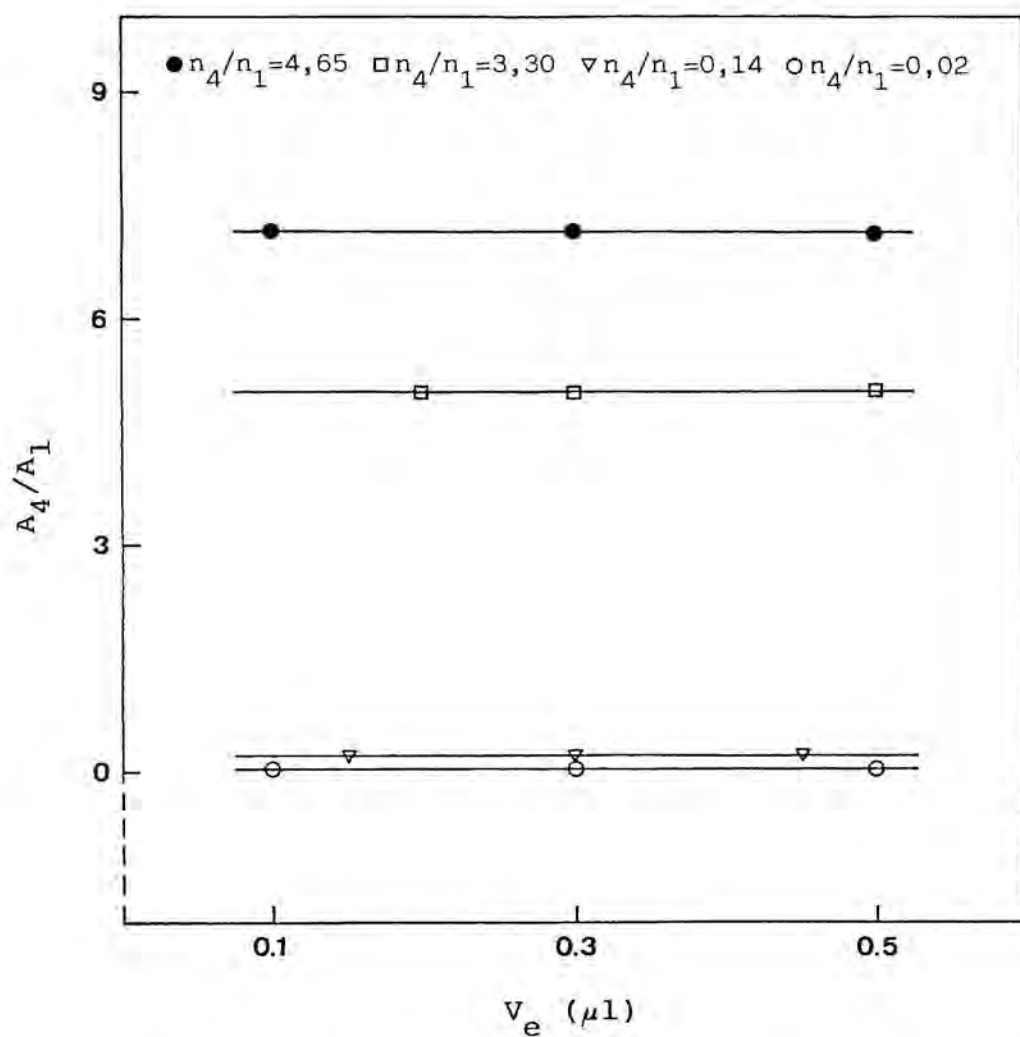 ● n₄/n₁=4,65 □ n₄/n₁=3,30 ▽ n₄/n₁=0,14 ○ n₄/n₁=0,02
9
6
3
0
A₄/A₁
0.1 0.3 0.5
Vₑ (μl)